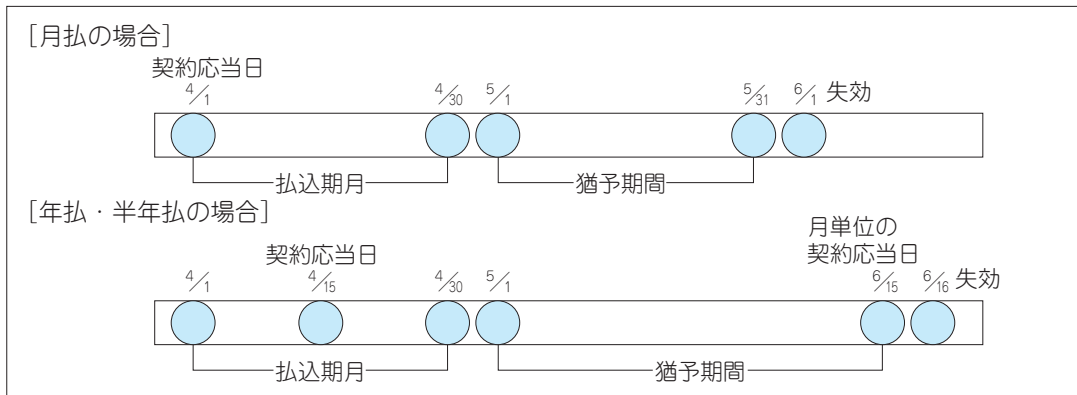 [月払の場合]
契約応当日
4/1 4/30 5/1 5/31 6/1 失効
払込期月 猶予期間
[年払・半年払の場合]
契約応当日 月単位の
契約応当日
4/1 4/15 4/30 5/1 6/15 6/16 失効
払込期月 猶予期間